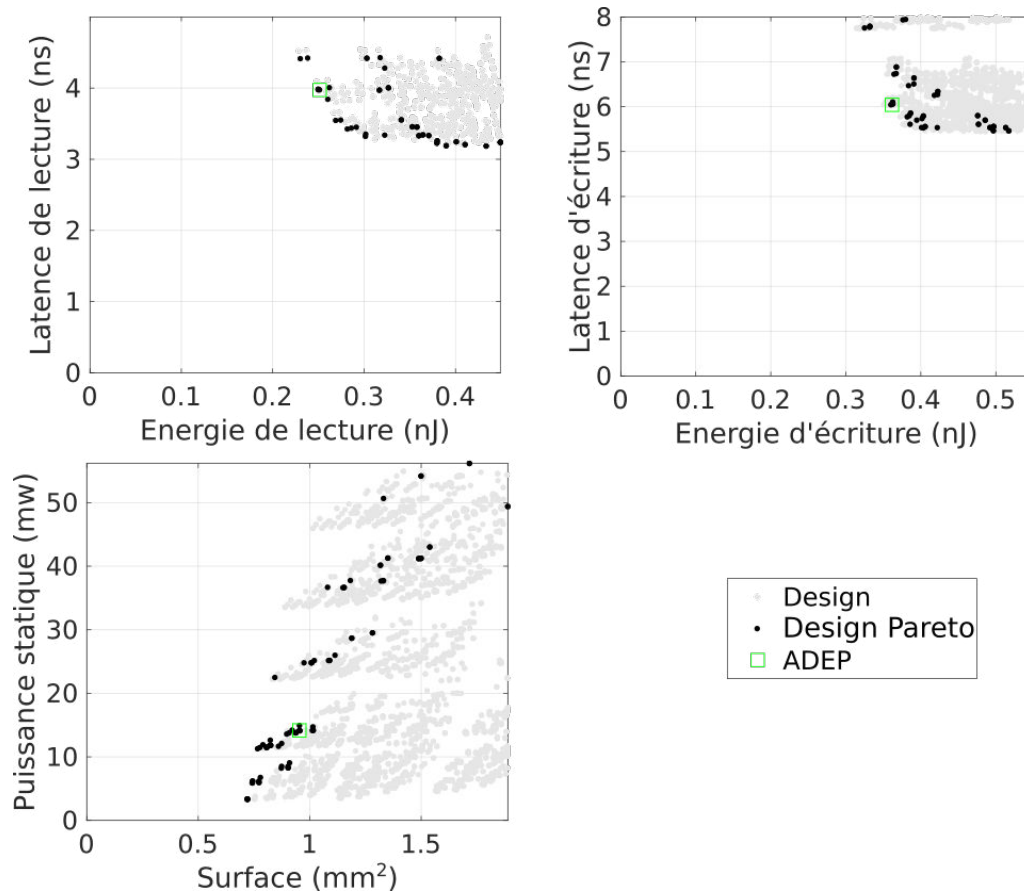 Latence de lecture (ns)
4
3
2
1
0
0 0.1 0.2 0.3 0.4
Energie de lecture (nJ)
Latence d'écriture (ns)
8
7
6
5
4
3
2
1
0
0 0.1 0.2 0.3 0.4 0.5
Energie d'écriture (nJ)
Puissance statique (mw)
50
40
30
20
10
0
0 0.5 1 1.5
Surface (mm²)
Design
Design Pareto
ADEP